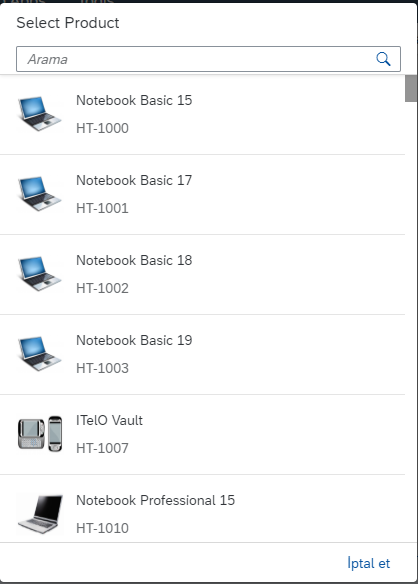 Select Product
Arama
Notebook Basic 15
HT-1000
Notebook Basic 17
HT-1001
Notebook Basic 18
HT-1002
Notebook Basic 19
HT-1003
ITelO Vault
HT-1007
Notebook Professional 15
HT-1010
İptal et